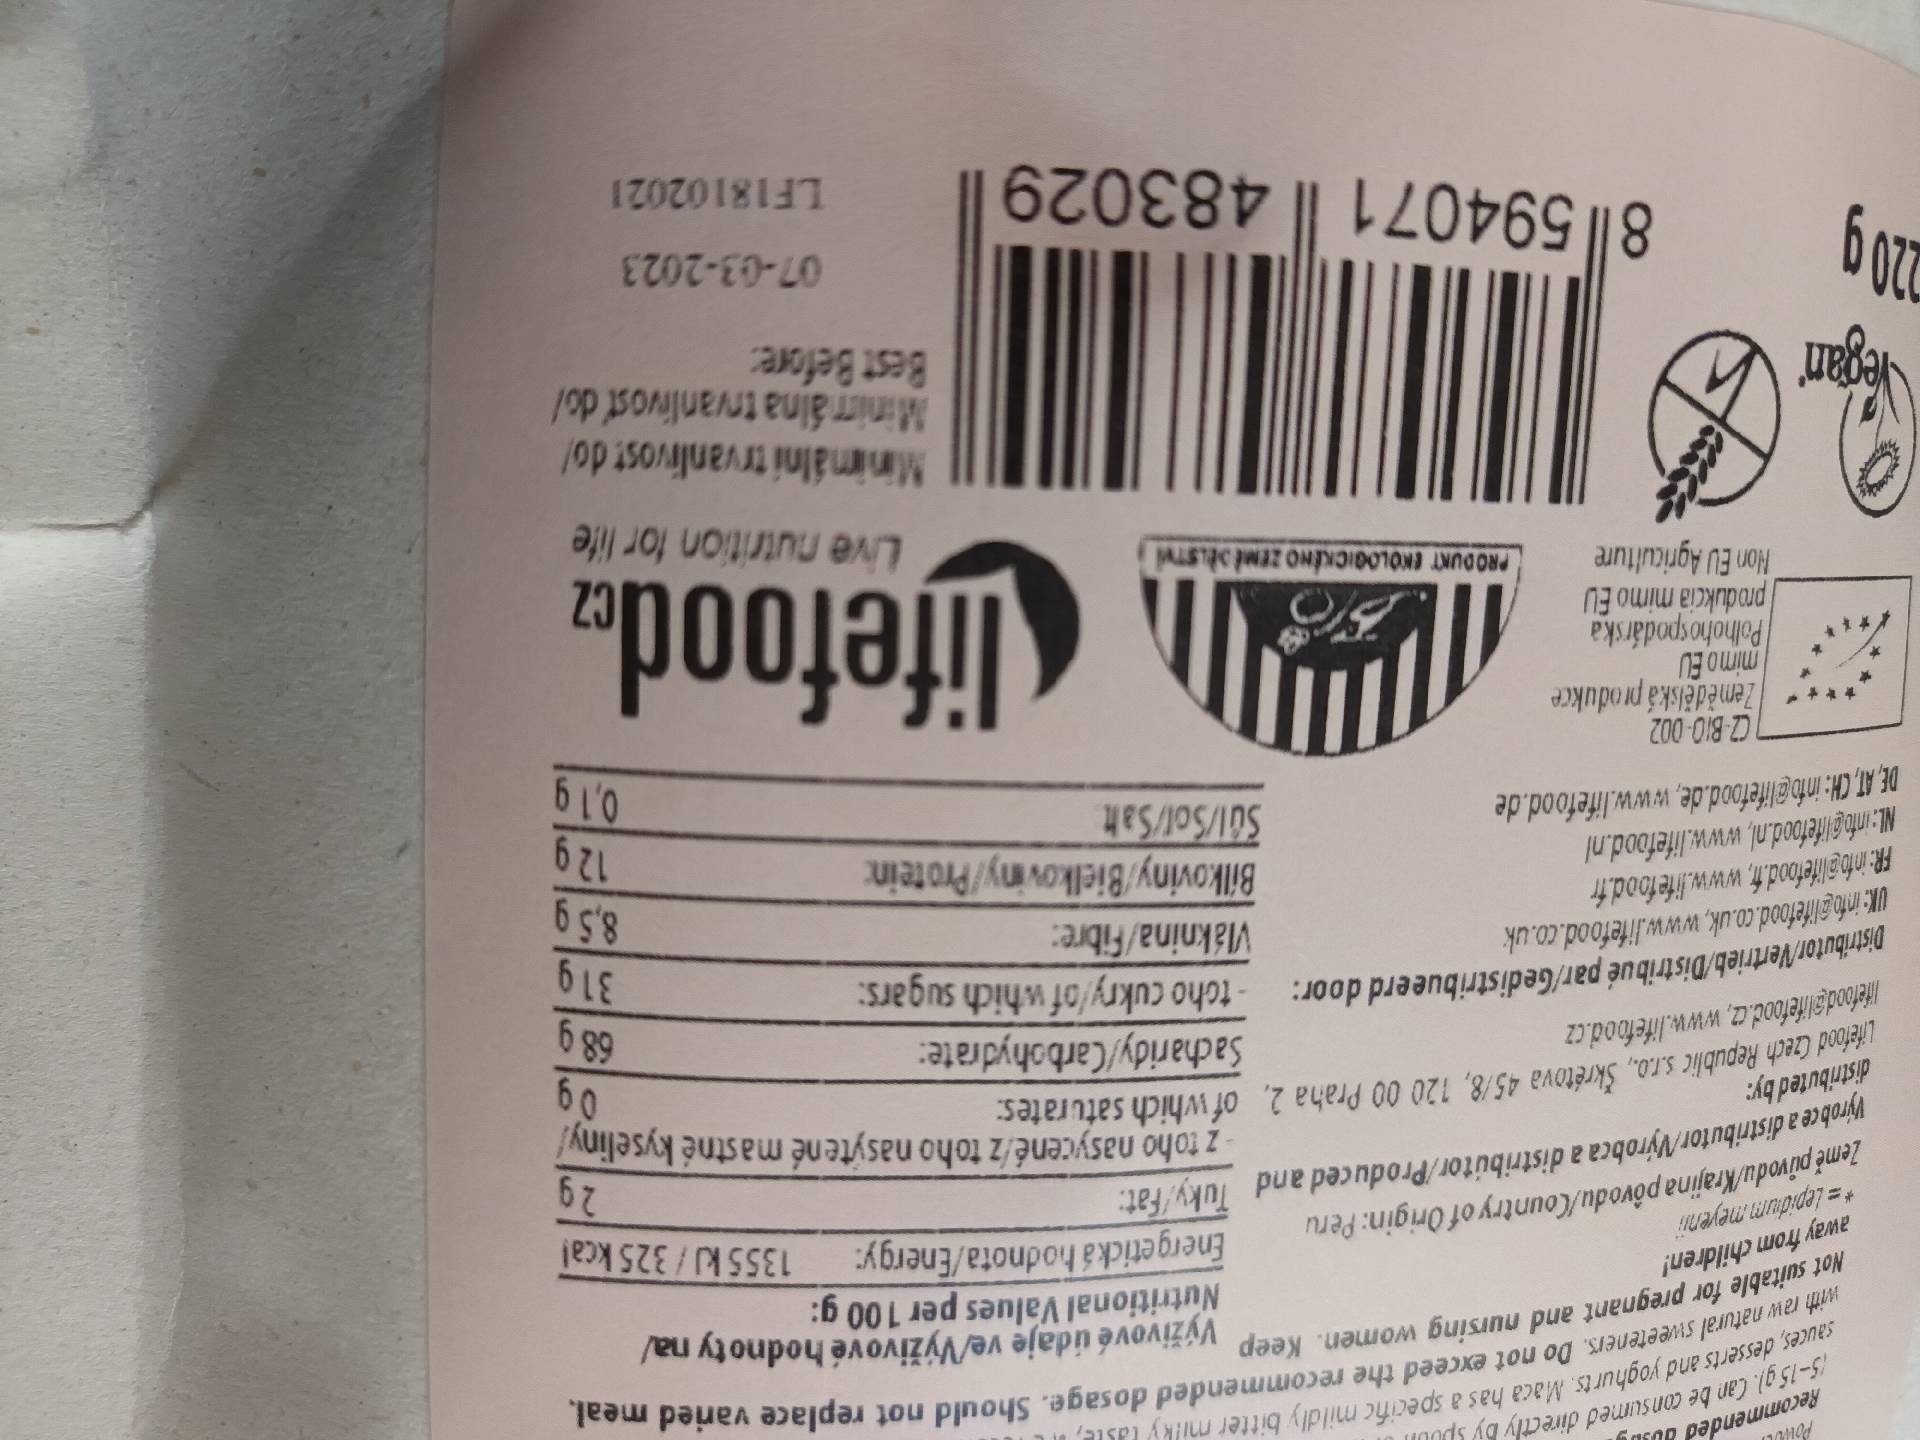 Recommended
(5–15 g). Can be consumed directly by spoon
sauces, desserts and yoghurts. Maca has a specific mildly bitter milky taste,
with raw natural sweeteners. Do not exceed the recommended dosage. Should not replace varied meal.
Not suitable for pregnant and nursing women. Keep
away from children!
* = Lepidium meyenii
Země původu/Krajina pôvodu/Country of Origin: Peru
Výrobce a distributor/Výrobca a distribútor/Produced and
distributed by:
Lifefood Czech Republic s.r.o., Škrétova 45/8, 120 00 Praha 2,
lifefood@lifefood.cz, www.lifefood.cz
Distributor/Vertrieb/Distribué par/Gedistribueerd door:
UK: info@lifefood.co.uk, www.lifefood.co.uk
FR: info@lifefood.fr, www.lifefood.fr
NL: info@lifefood.nl, www.lifefood.nl
DE, AT, CH: info@lifefood.de, www.lifefood.de
Výživové údaje ve/Výživové hodnoty na/
Nutritional Values per 100 g:
Energetická hodnota/Energy: 1355 kJ / 325 kcal
Tuky/Fat: 2 g
- z toho nasycené/z toho nasýtené mastné kyseliny/
of which saturates: 0 g
Sacharidy/Carbohydrate: 68 g
- toho cukry/of which sugars: 31 g
Vláknina/Fibre: 8,5 g
Bílkoviny/Bielkoviny/Protein: 12 g
Sůl/Soľ/Salt: 0,1 g
CZ-BIO-002
Zemědělská produkce
mimo EU
Poľnohospodárska
produkcia mimo EU
Non EU Agriculture
BIO
PRODUKT EKOLOGICKÉHO ZEMĚDĚLSTVÍ
lifefood cz
Live nutrition for life
Vegan
220 g
8 594071 483029
Minimální trvanlivost do/
Minimálna trvanlivosť do/
Best Before:
07-03-2023
LF18102021